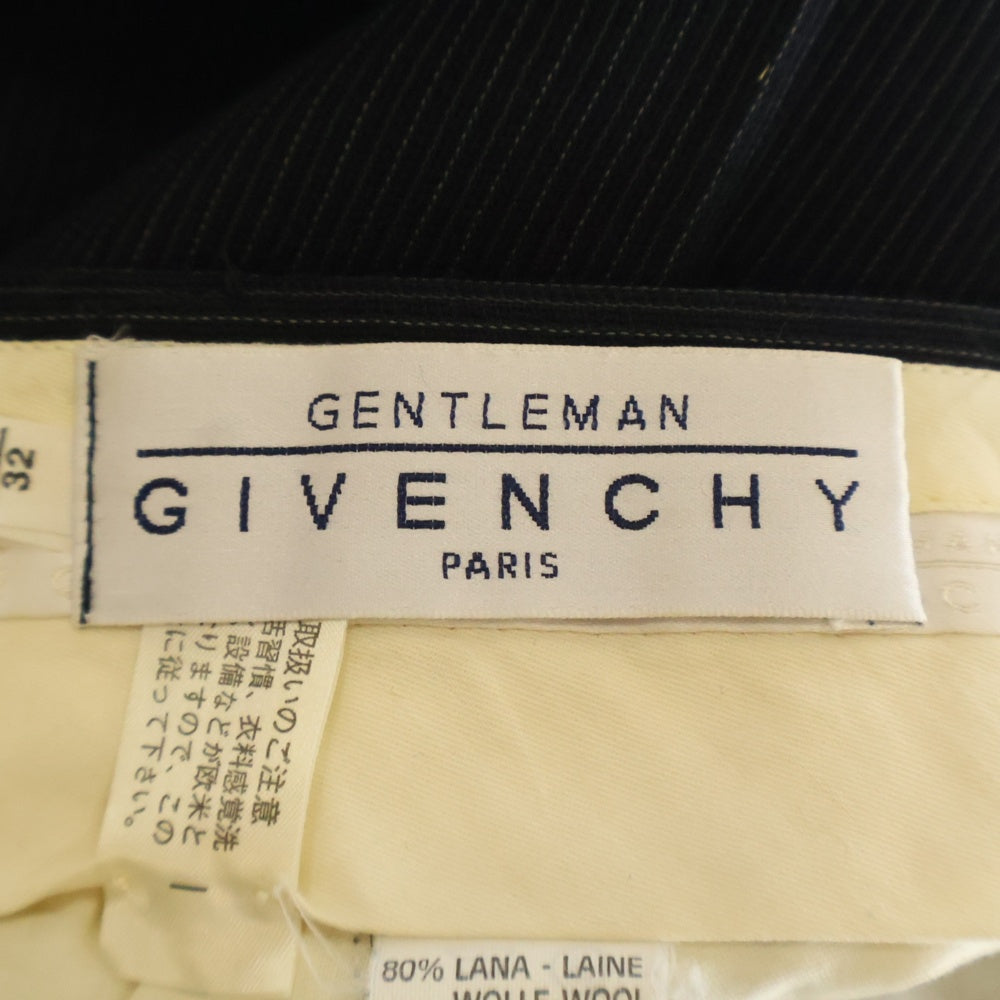 GENTLEMAN
GIVENCHY
PARIS
32
取扱いのご注意
習慣、衣料感覚洗
設備などが欧米と
りますので、この
に従って下さい。
80% LANA - LAINE
WOLLE-WOOL